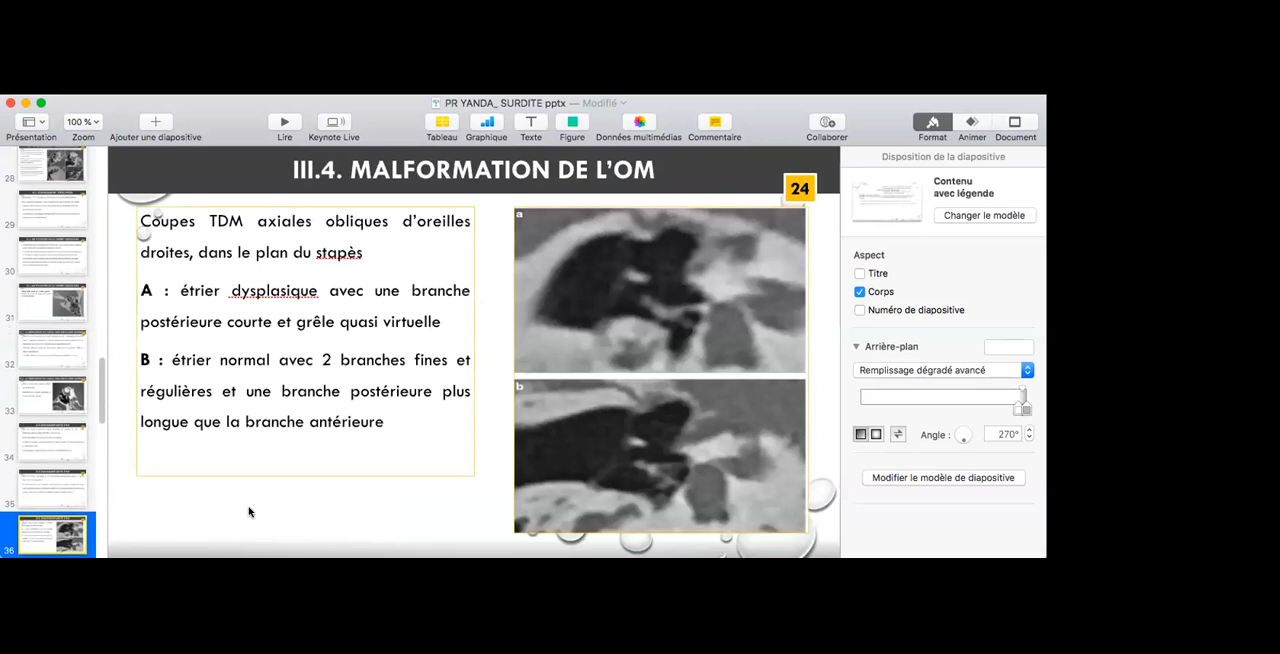 PR YANDA_ SURDITE pptx — Modifié
100 %
Présentation
Zoom
Ajouter une diapositive
Lire
Keynote Live
Tableau
Graphique
Texte
Figure
Données multimédias
Commentaire
Collaborer
Format
Animer
Document
28
29
30
31
32
33
34
35
36
III.4. MALFORMATION DE L’OM
24
Coupes TDM axiales obliques d’oreilles
droites, dans le plan du stapès
A : étrier dysplasique avec une branche
postérieure courte et grêle quasi virtuelle
B : étrier normal avec 2 branches fines et
régulières et une branche postérieure plus
longue que la branche antérieure
a
b
Disposition de la diapositive
Contenu
avec légende
Changer le modèle
Aspect
Titre
Corps
Numéro de diapositive
Arrière-plan
Remplissage dégradé avancé
Angle : 270°
Modifier le modèle de diapositive